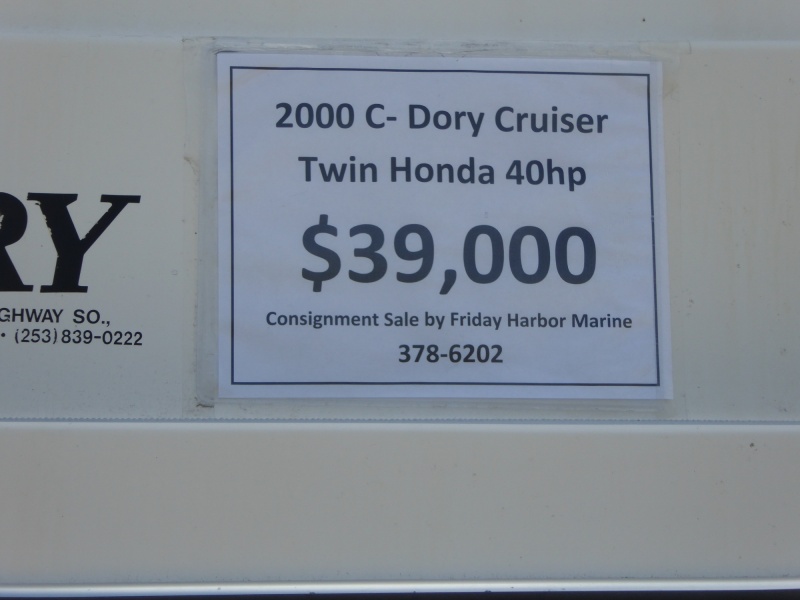 2000 C- Dory Cruiser
Twin Honda 40hp
$39,000
Consignment Sale by Friday Harbor Marine
378-6202
RY
GHWAY SO.,
• (253)839-0222